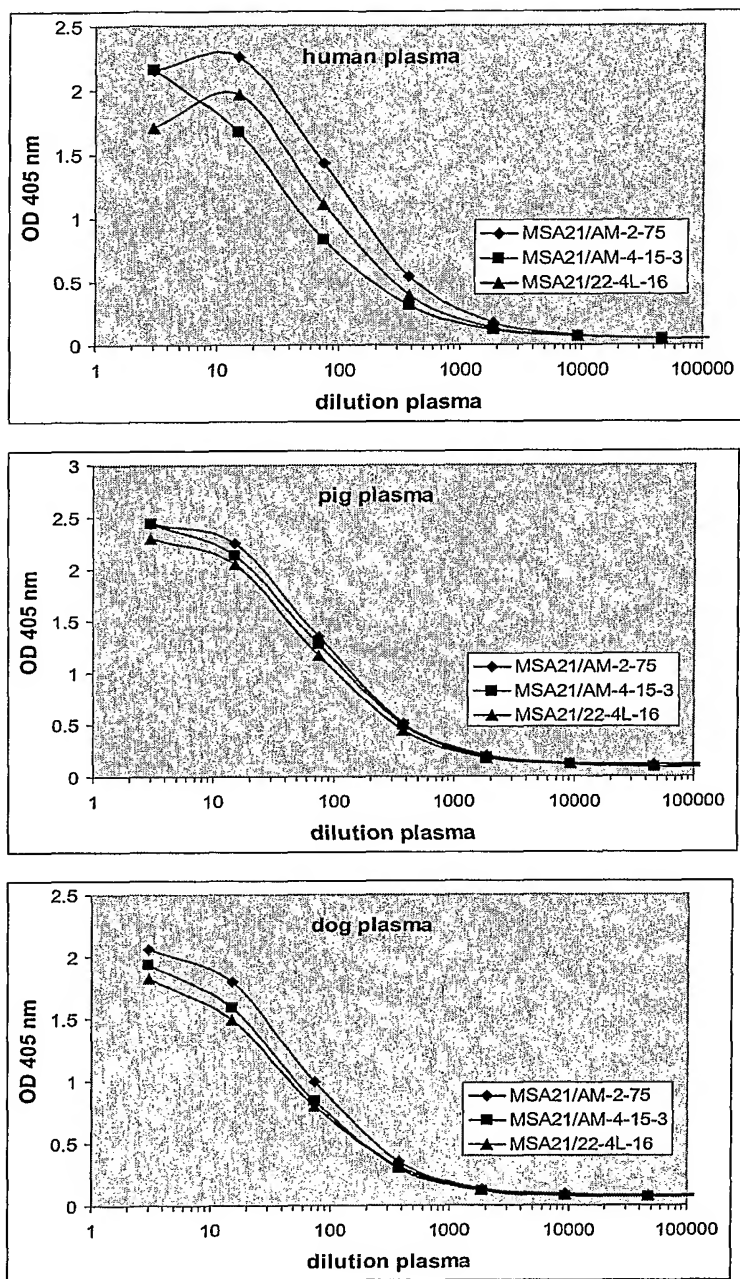 human plasma
OD 405 nm
2.5
2
1.5
1
0.5
0
MSA21/AM-2-75
MSA21/AM-4-15-3
MSA21/22-4L-16
1 10 100 1000 10000 100000
dilution plasma
pig plasma
OD 405 nm
3
2.5
2
1.5
1
0.5
0
MSA21/AM-2-75
MSA21/AM-4-15-3
MSA21/22-4L-16
1 10 100 1000 10000 100000
dilution plasma
dog plasma
OD 405 nm
2.5
2
1.5
1
0.5
0
MSA21/AM-2-75
MSA21/AM-4-15-3
MSA21/22-4L-16
1 10 100 1000 10000 100000
dilution plasma